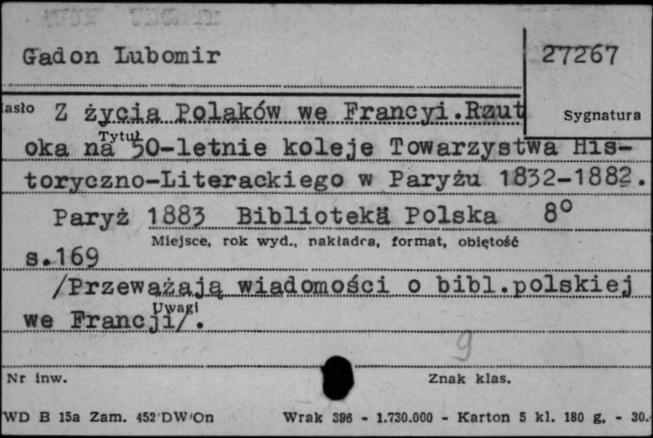 Gadon Lubomir
27267
asło Z życia Polaków we Francyi. Rzut
Sygnatura
Tytuł
oka na 50-letnie koleje Towarzystwa His-
toryczno-Literackiego w Paryżu 1832-1882.
Paryż 1883 Biblioteka Polska 8°
Miejsce, rok wyd., nakładca, format, objętość
s.169
/Przeważają wiadomości o bibl.polskiej
Uwagi
we Francji/.
9
Nr inw.
Znak klas.
WD B 15a Zam. 452 DW/On Wrak 396 - 1.730.000 - Karton 5 kl. 180 g. - 30.